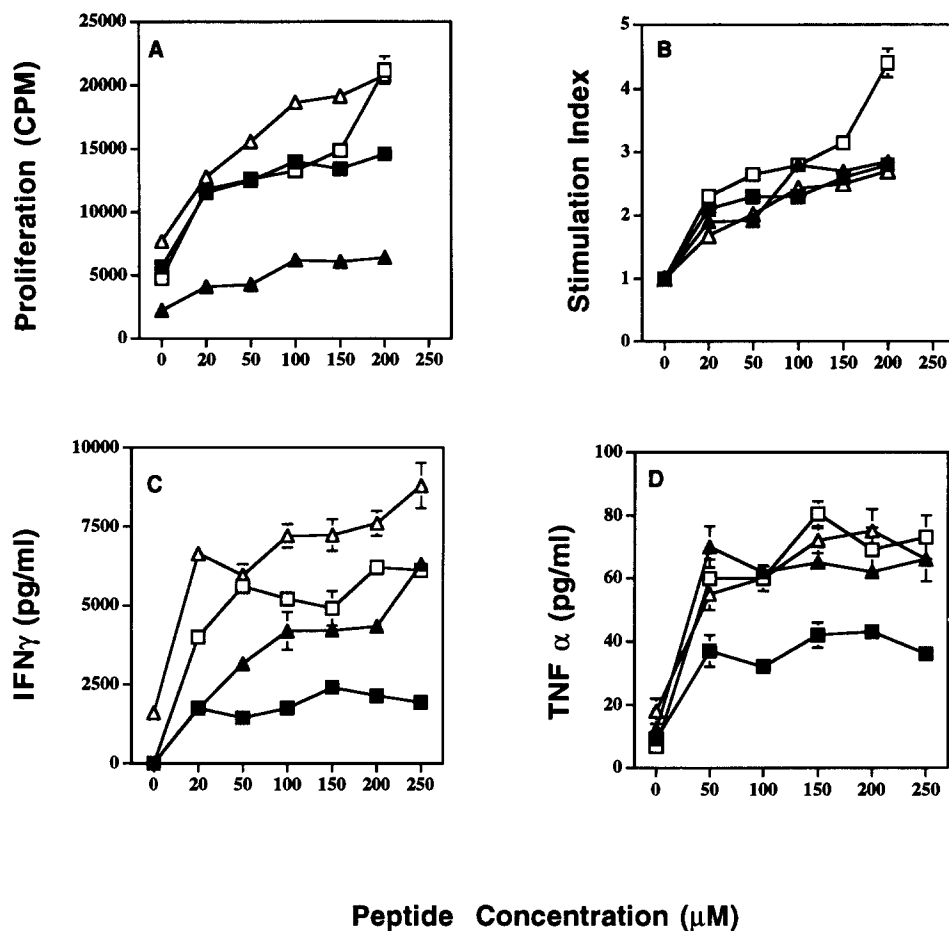 A
Proliferation (CPM)
25000
20000
15000
10000
5000
0
0 20 50 100 150 200 250
B
Stimulation Index
5
4
3
2
1
0
0 20 50 100 150 200 250
C
IFNγ (pg/ml)
10000
7500
5000
2500
0
0 20 50 100 150 200 250
D
TNF α (pg/ml)
100
80
60
40
20
0
0 50 100 150 200 250
Peptide Concentration (μM)